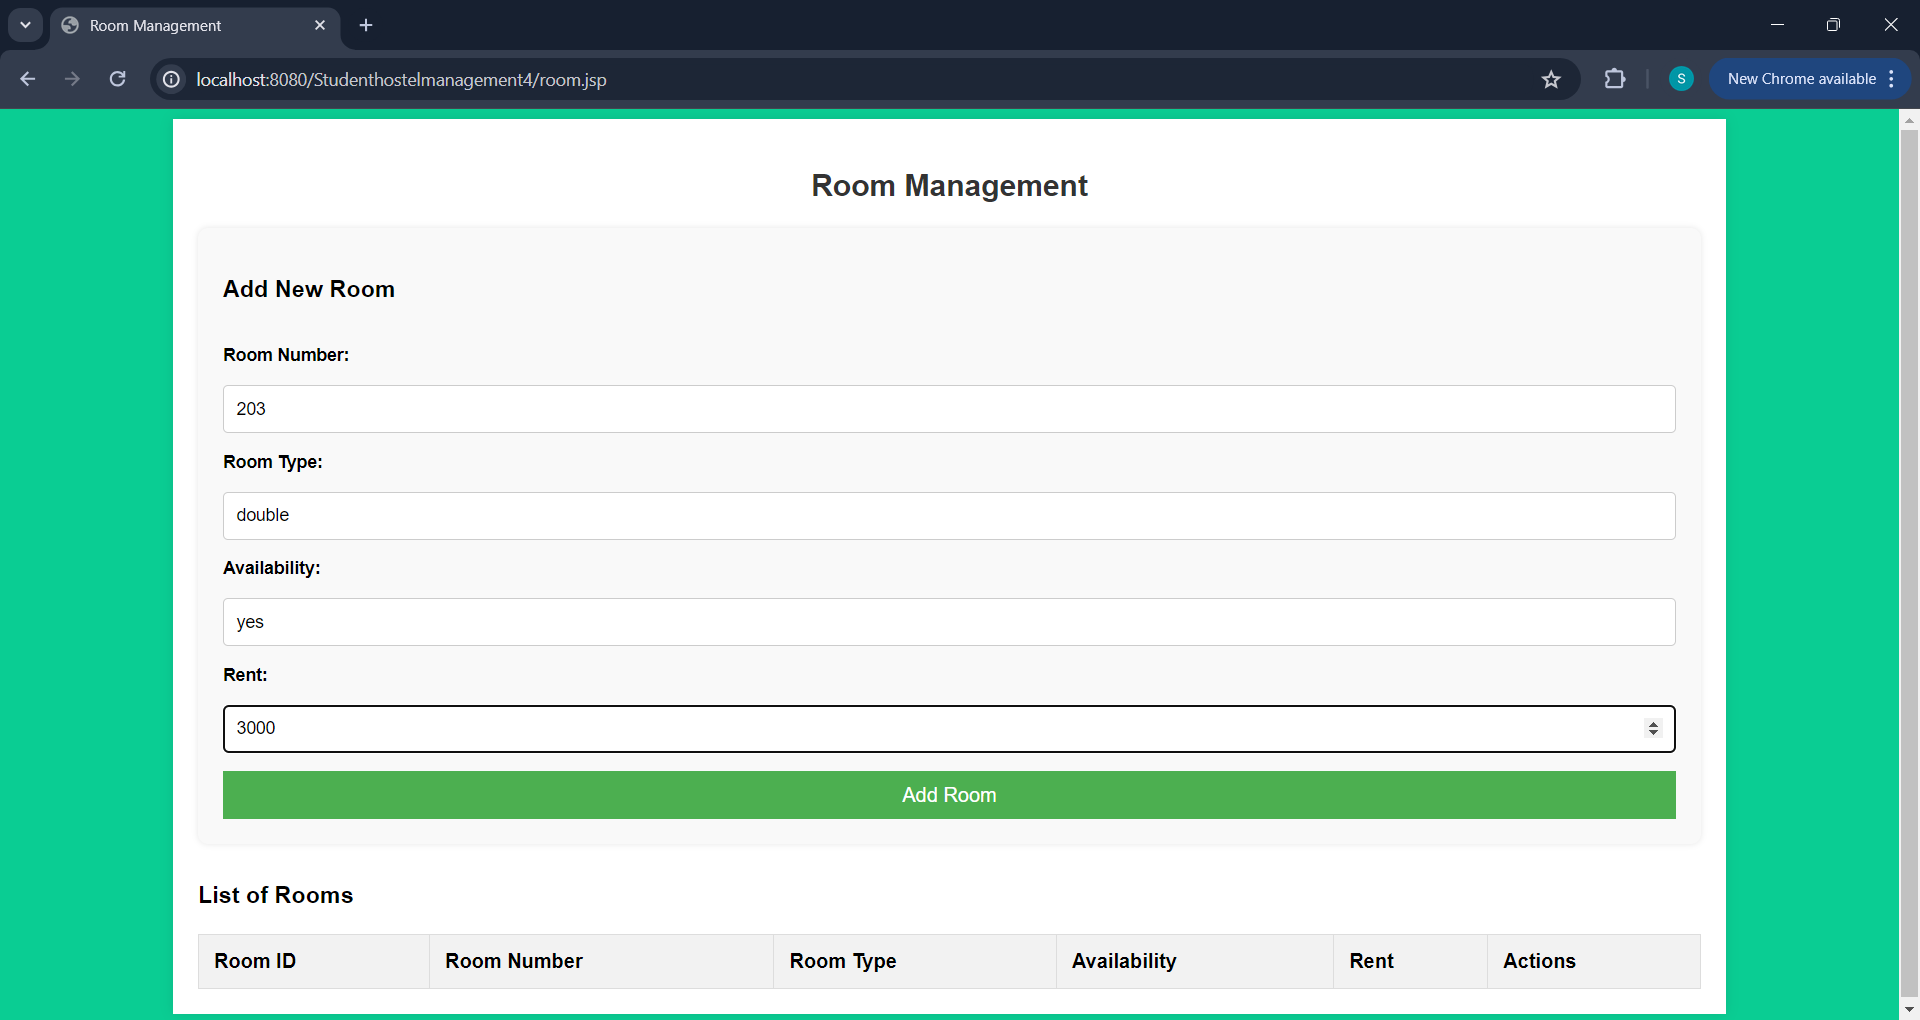 Room Management
localhost:8080/Studenthostelmanagement4/room.jsp
S
New Chrome available
Room Management
Add New Room
Room Number:
203
Room Type:
double
Availability:
yes
Rent:
3000
Add Room
List of Rooms
Room ID Room Number Room Type Availability Rent Actions